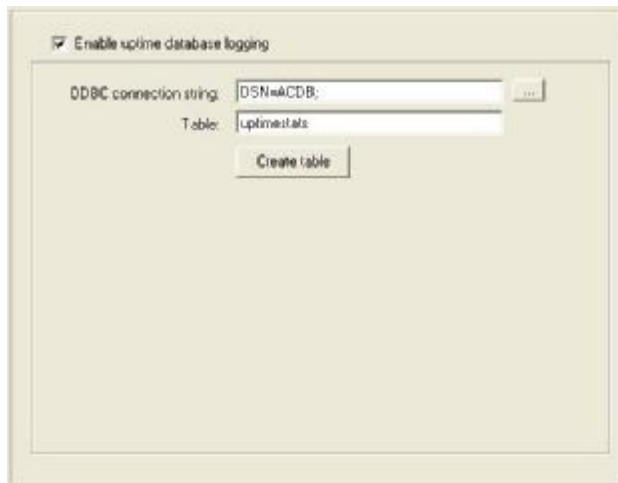 Enable uptime database logging
ODBC connection string: DSN=ACDB; ...
Table: uptimestats
Create table